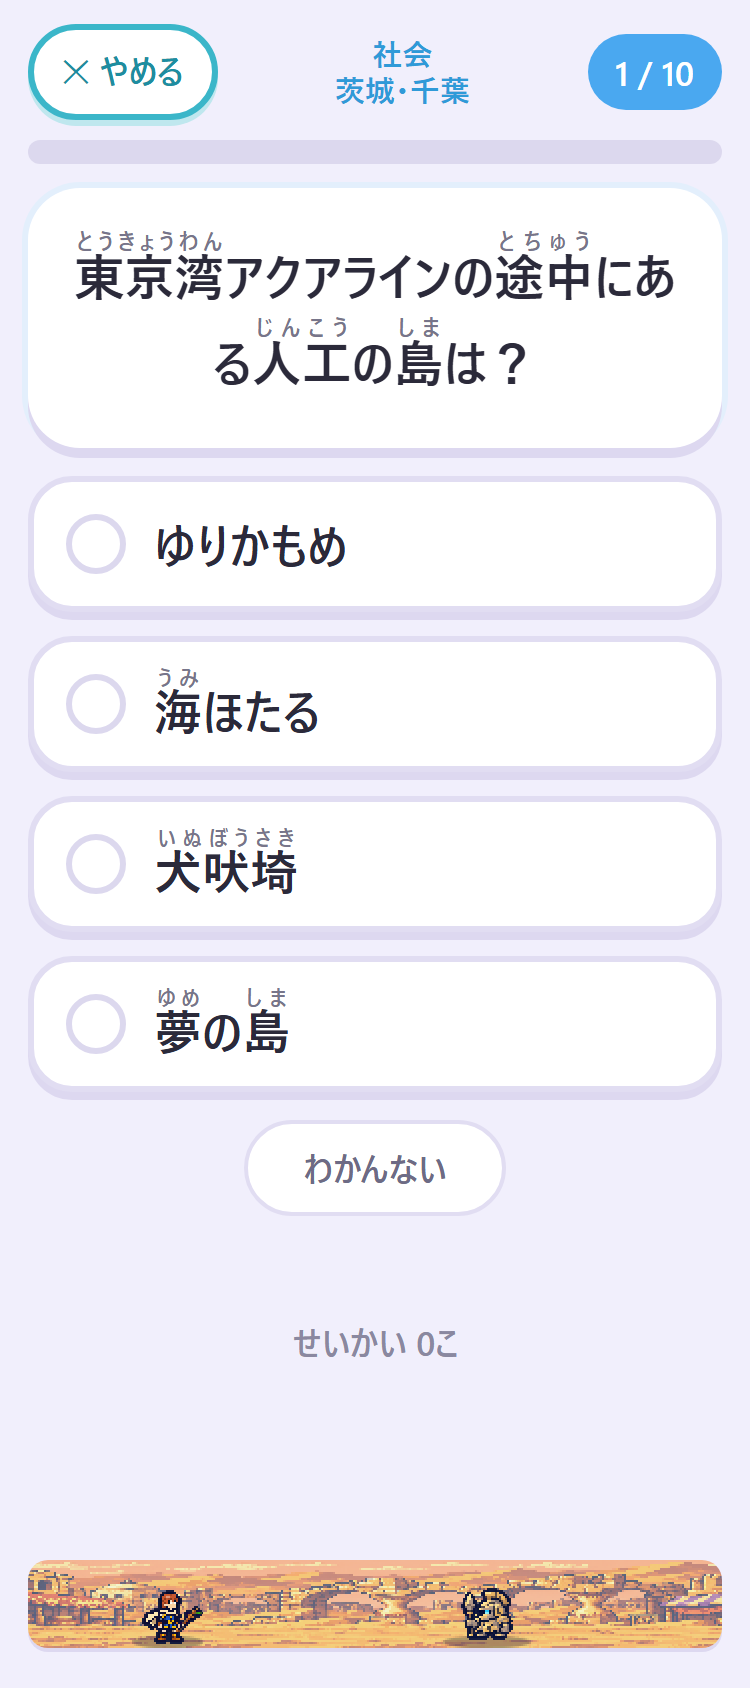 × やめる
社会
茨城・千葉
1 / 10
とうきょうわん とちゅう
東京湾アクアラインの途中にあ
じんこう しま
る人工の島は？
ゆりかもめ
うみ
海ほたる
いぬぼうさき
犬吠埼
ゆめ しま
夢の島
わかんない
せいかい 0こ